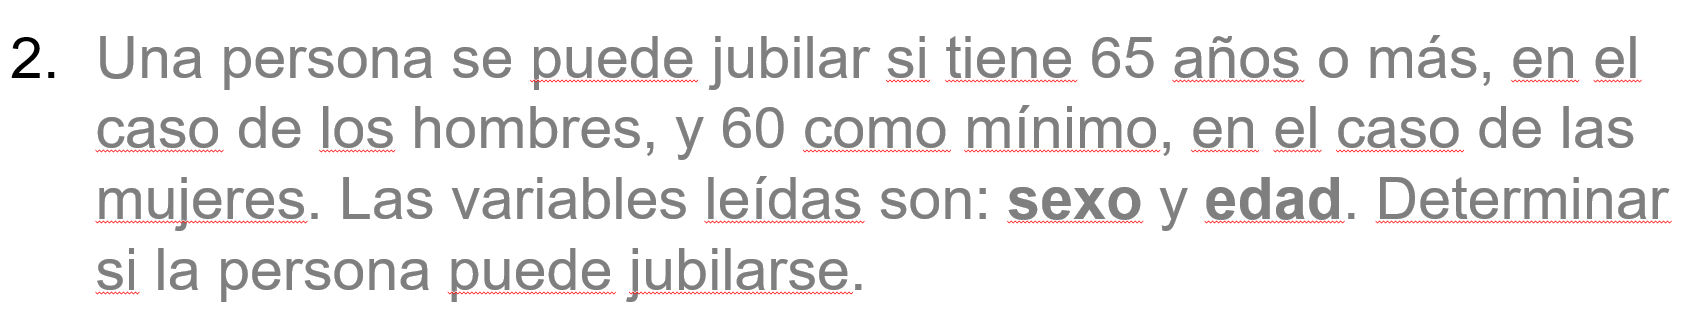 2. Una persona se puede jubilar si tiene 65 años o más, en el
caso de los hombres, y 60 como mínimo, en el caso de las
mujeres. Las variables leídas son: sexo y edad. Determinar
si la persona puede jubilarse.